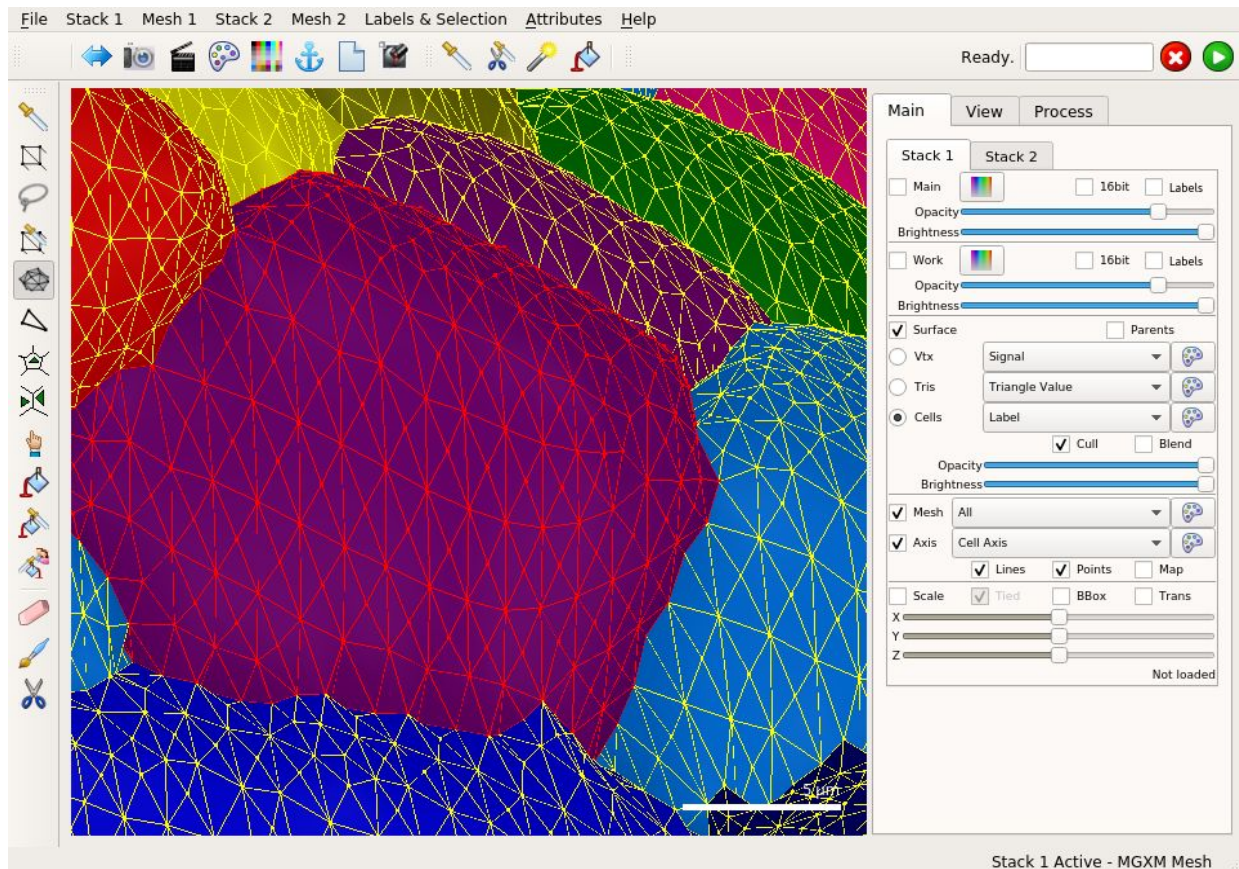 File Stack 1 Mesh 1 Stack 2 Mesh 2 Labels & Selection Attributes Help
Ready.
Main View Process
Stack 1 Stack 2
Main 16bit Labels
Opacity
Brightness
Work 16bit Labels
Opacity
Brightness
Surface Parents
Vtx Signal
Tris Triangle Value
Cells Label
Cull Blend
Opacity
Brightness
Mesh All
Axis Cell Axis
Lines Points Map
Scale Tied BBox Trans
X
Y
Z
Not loaded
5 µm
Stack 1 Active - MGXM Mesh